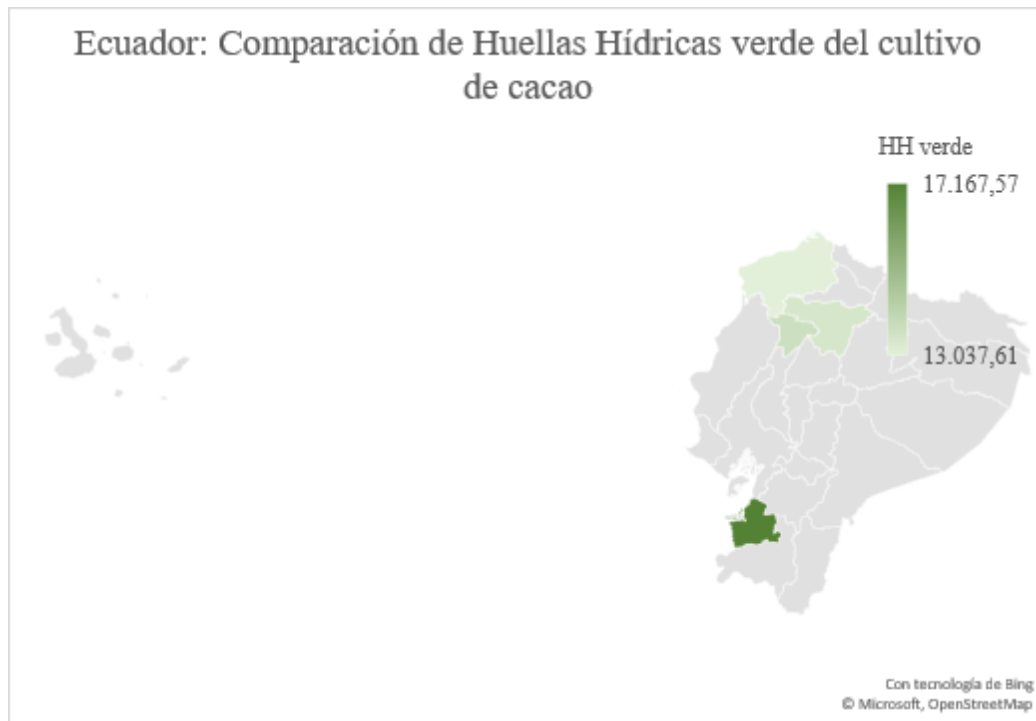 Ecuador: Comparación de Huellas Hídricas verde del cultivo
de cacao
HH verde
17.167,57
13.037,61
Con tecnología de Bing
© Microsoft, OpenStreetMap